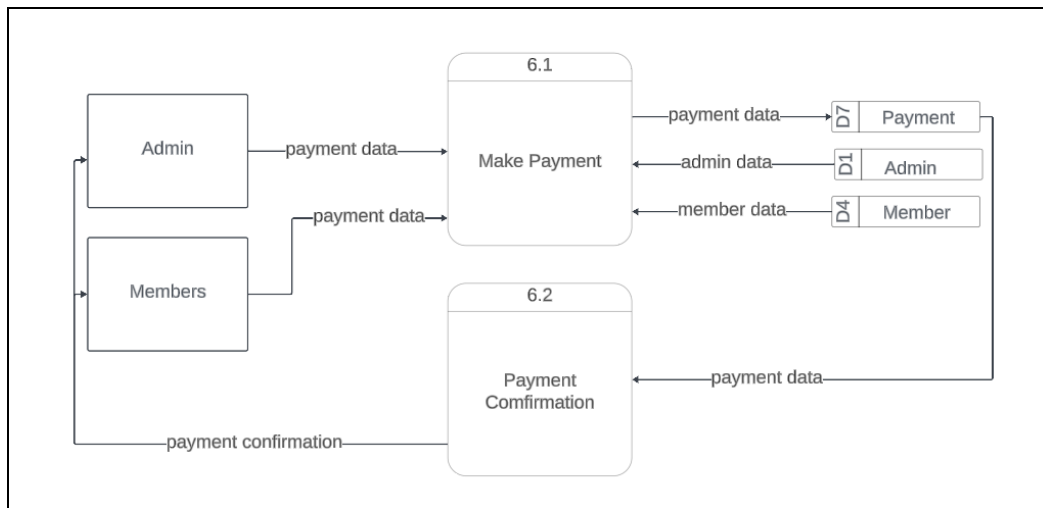 6.1
Admin
payment data
Make Payment
payment data
D7
Payment
admin data
D1
Admin
payment data
member data
D4
Member
Members
6.2
Payment
Comfirmation
payment data
payment confirmation